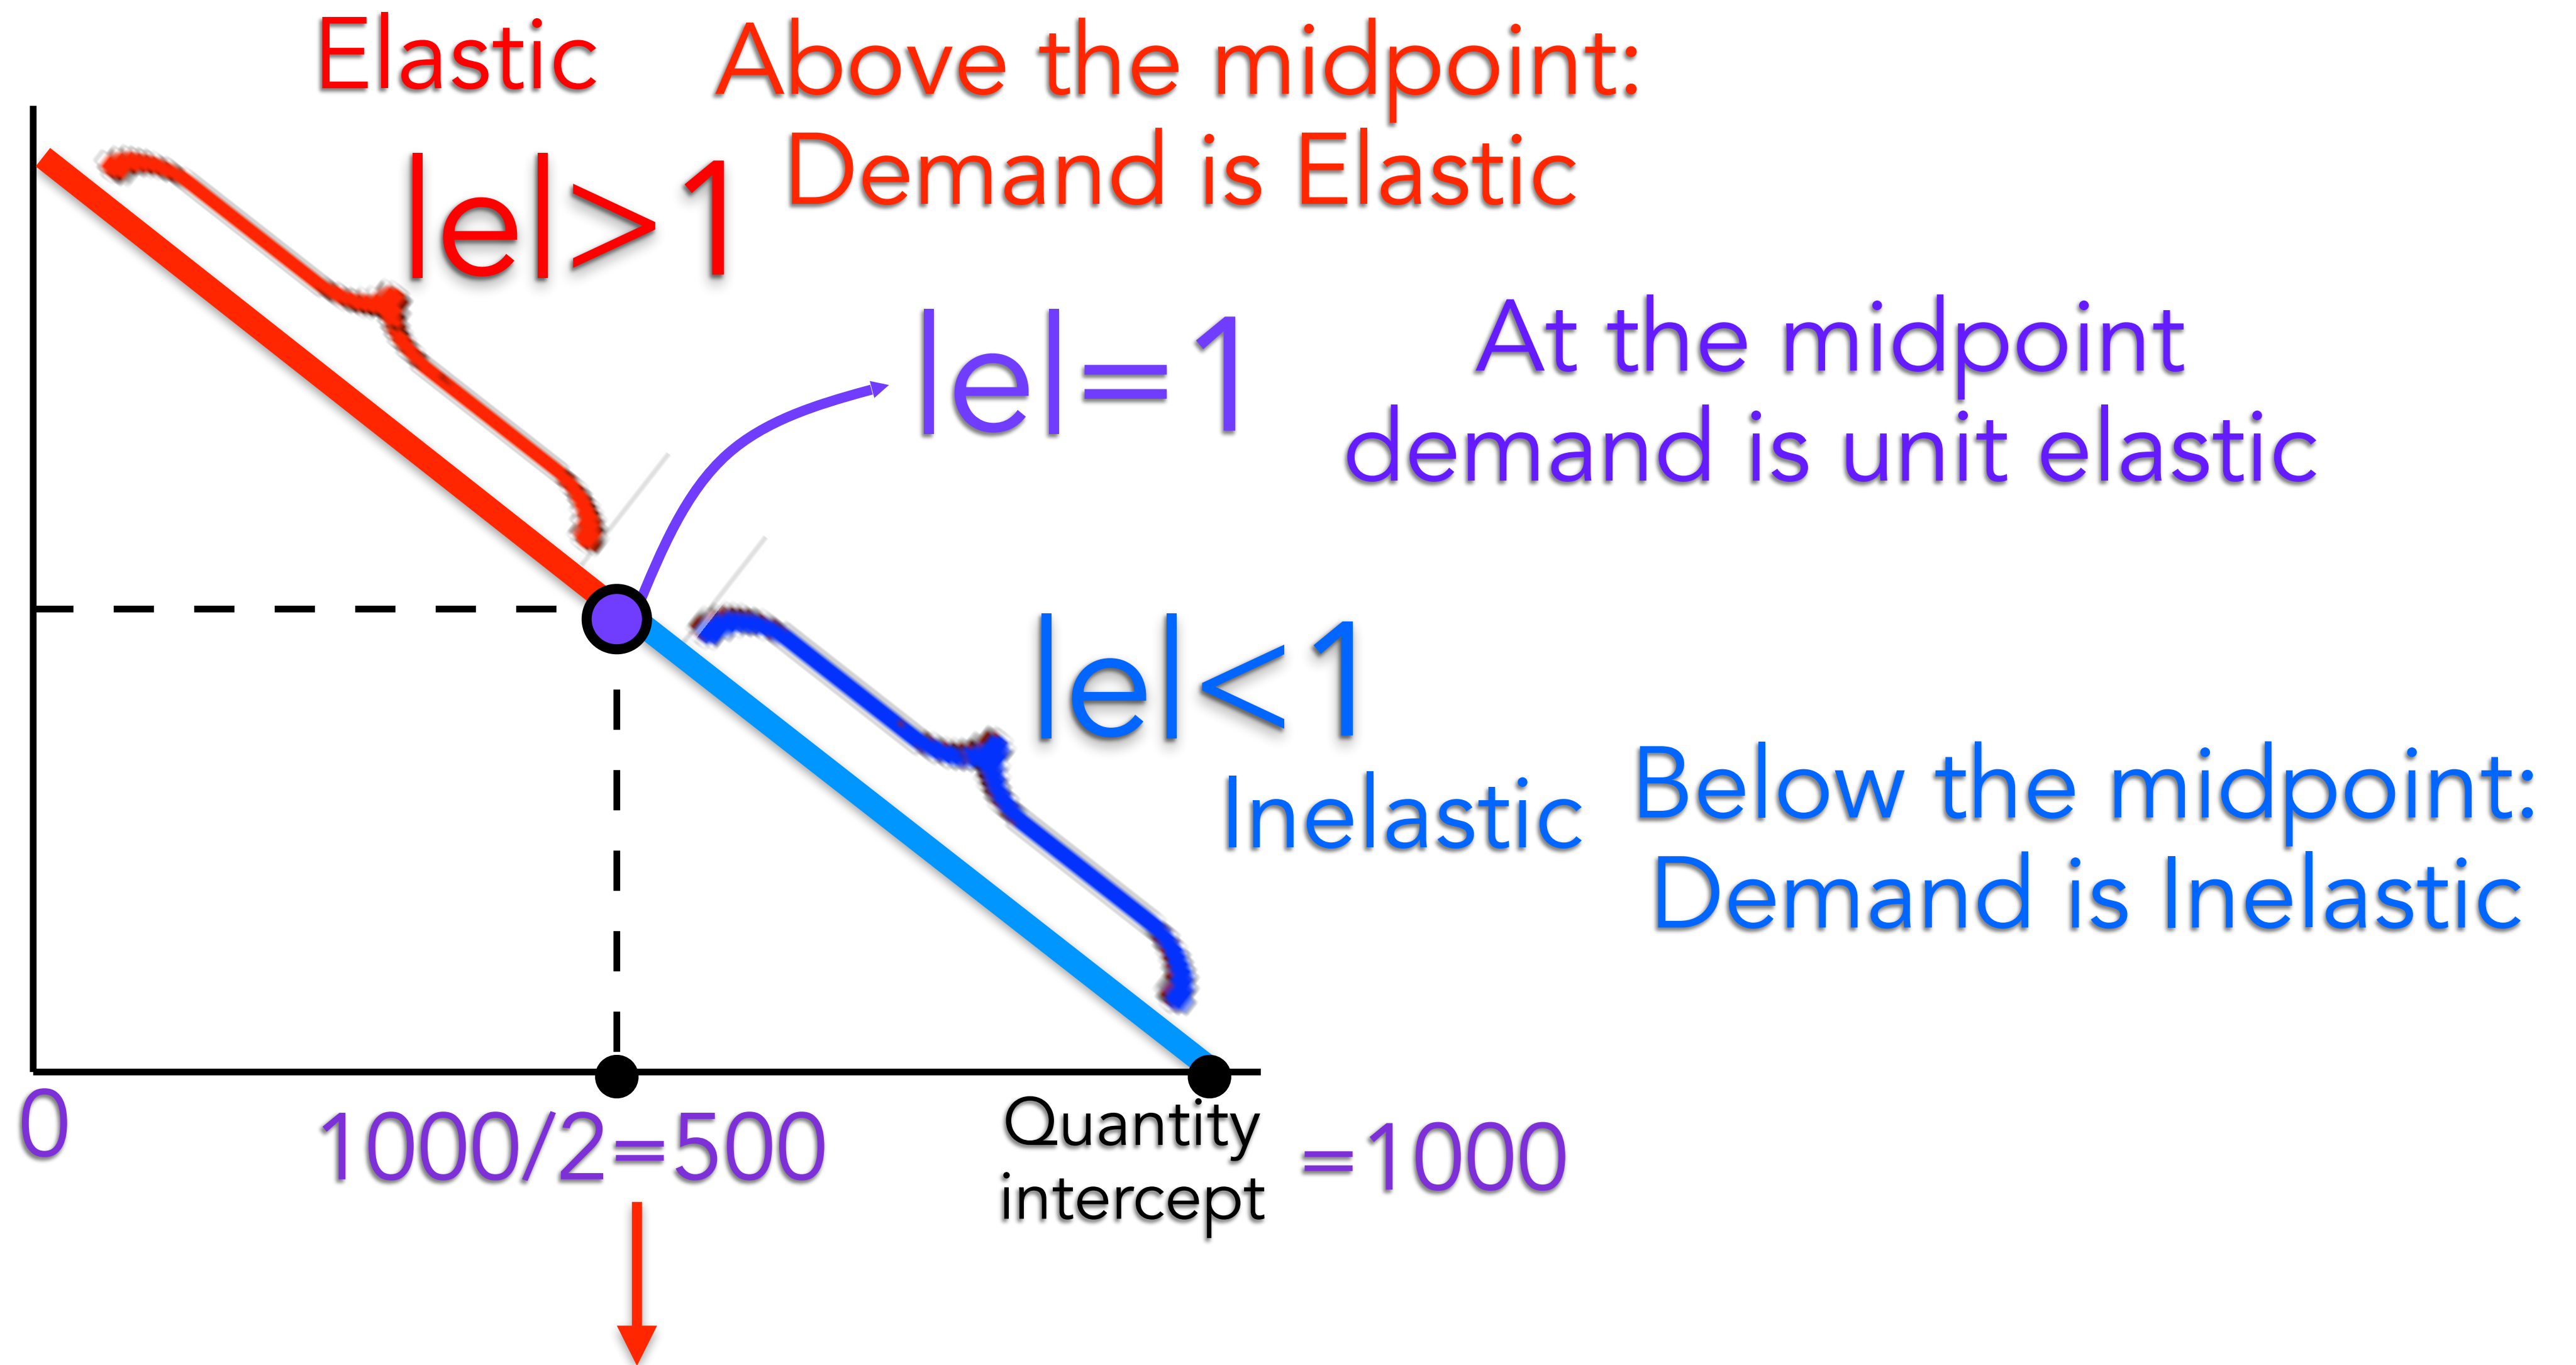 Elastic
|e|>1
Above the midpoint:
Demand is Elastic
|e|=1
At the midpoint
demand is unit elastic
|e|<1
Inelastic
Below the midpoint:
Demand is Inelastic
0
1000/2=500
Quantity
intercept
=1000